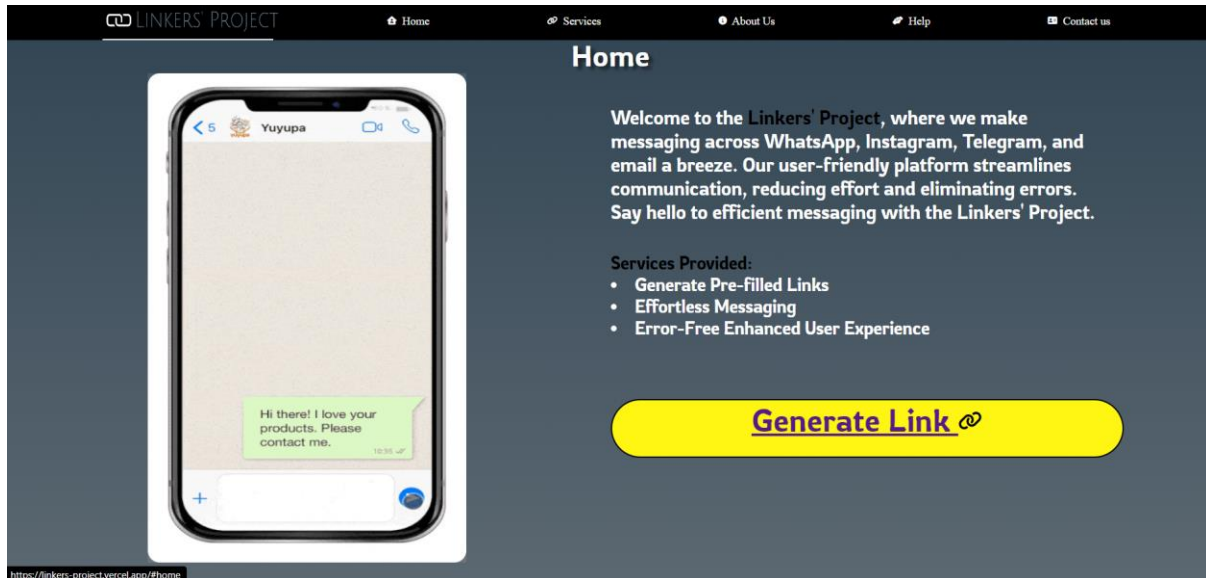 LINKERS' PROJECT
Home
Services
About Us
Help
Contact us
Home
5
Yuyupa
Hi there! I love your
products. Please
contact me.
Welcome to the Linkers' Project, where we make
messaging across WhatsApp, Instagram, Telegram, and
email a breeze. Our user-friendly platform streamlines
communication, reducing effort and eliminating errors.
Say hello to efficient messaging with the Linkers' Project.
Services Provided:
• Generate Pre-filled Links
• Effortless Messaging
• Error-Free Enhanced User Experience
Generate Link
https://linkers-project.vercel.app/#home